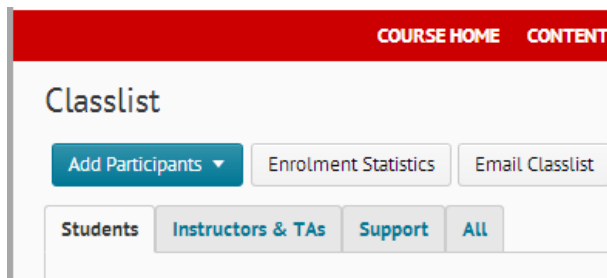 COURSE HOME CONTENT
Classlist
Add Participants Enrolment Statistics Email Classlist
Students Instructors & TAs Support All